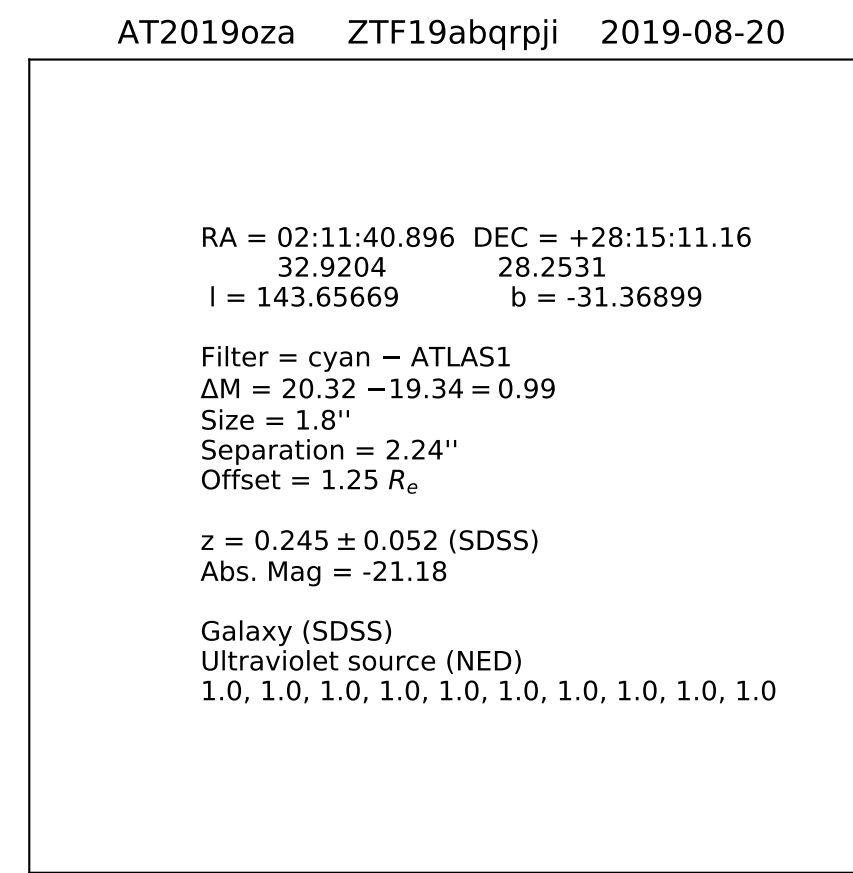 AT2019oza ZTF19abqrpji 2019-08-20
RA = 02:11:40.896 DEC = +28:15:11.16
32.9204 28.2531
l = 143.65669 b = -31.36899
Filter = cyan − ATLAS1
ΔM = 20.32 −19.34 = 0.99
Size = 1.8''
Separation = 2.24''
Offset = 1.25 Rₑ
z = 0.245 ± 0.052 (SDSS)
Abs. Mag = -21.18
Galaxy (SDSS)
Ultraviolet source (NED)
1.0, 1.0, 1.0, 1.0, 1.0, 1.0, 1.0, 1.0, 1.0, 1.0